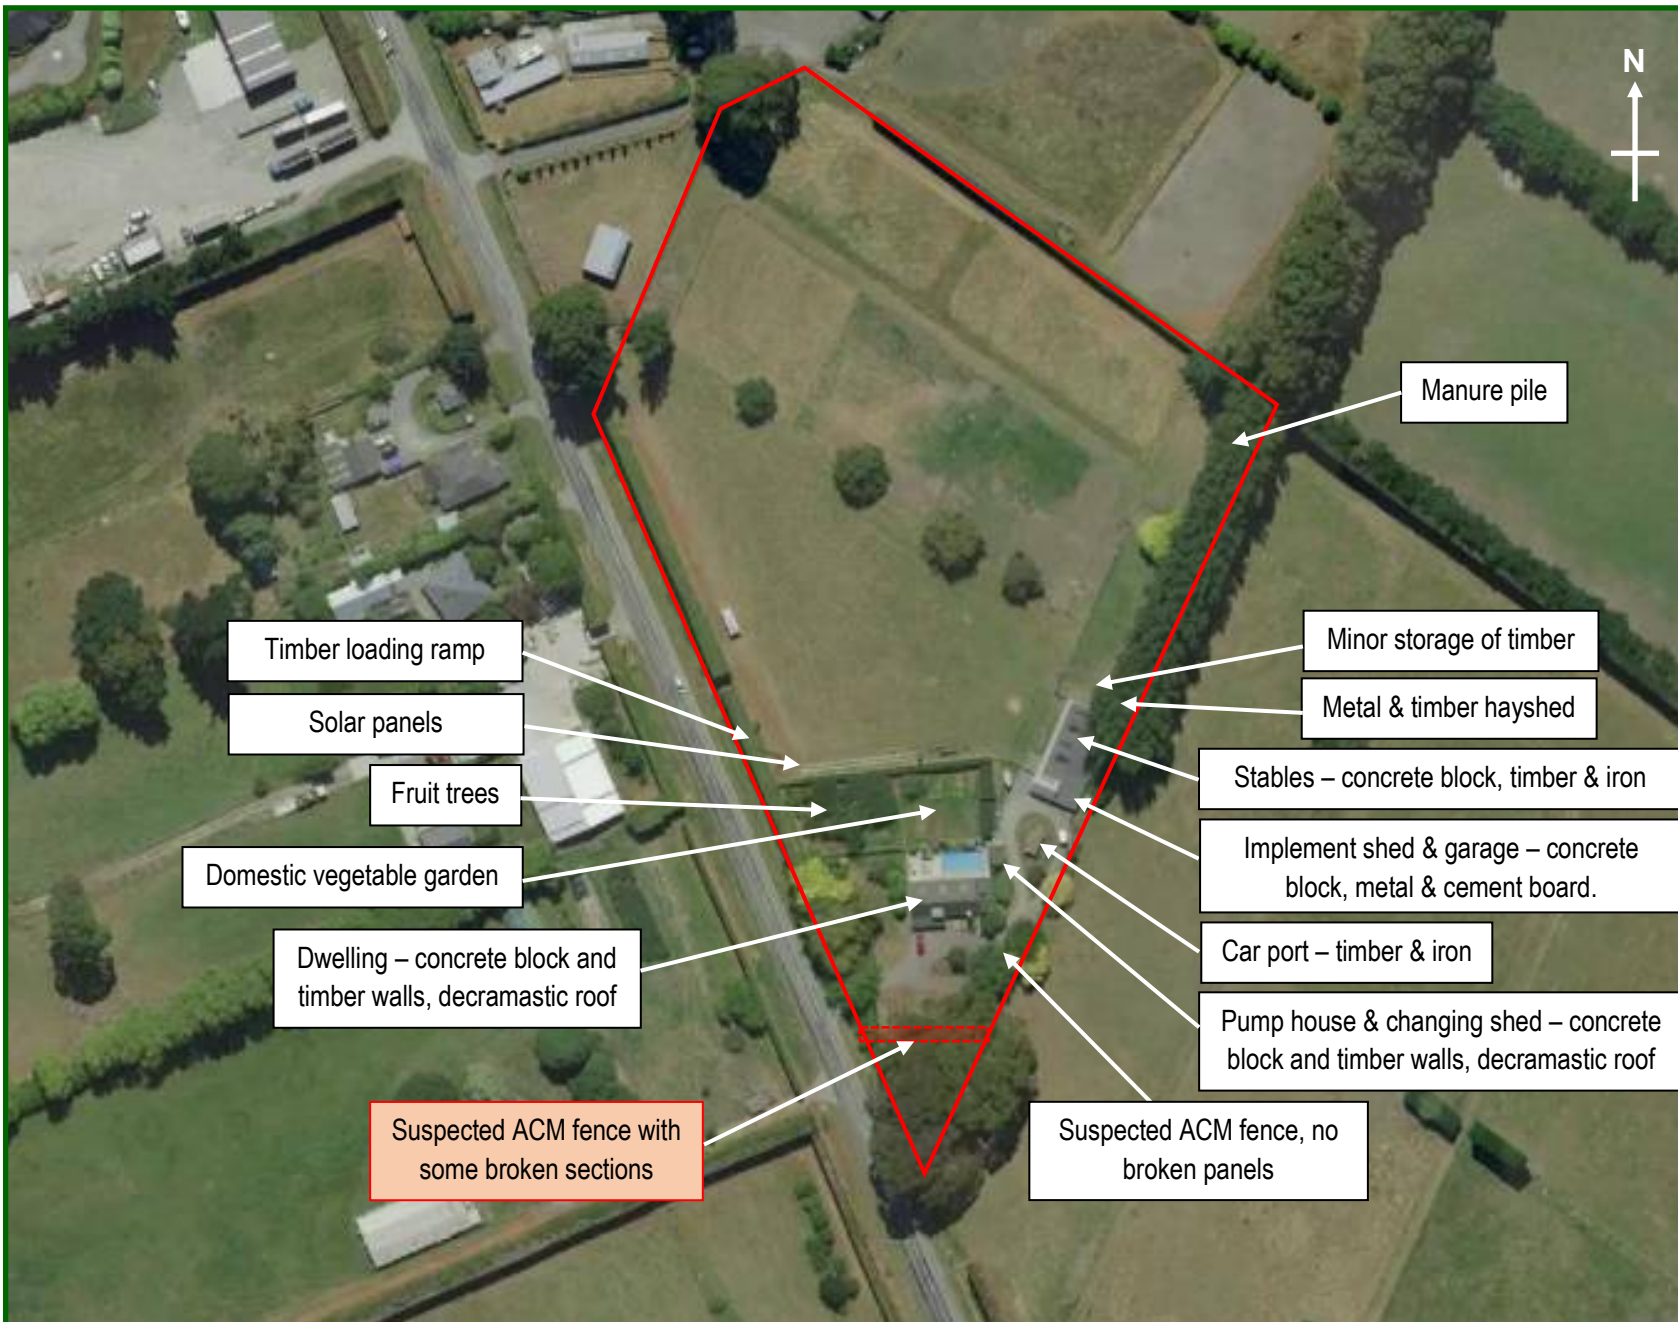 N
Manure pile
Timber loading ramp
Minor storage of timber
Solar panels
Metal & timber hayshed
Stables – concrete block, timber & iron
Fruit trees
Implement shed & garage – concrete
block, metal & cement board.
Domestic vegetable garden
Car port – timber & iron
Dwelling – concrete block and
timber walls, decramastic roof
Pump house & changing shed – concrete
block and timber walls, decramastic roof
Suspected ACM fence with
some broken sections
Suspected ACM fence, no
broken panels